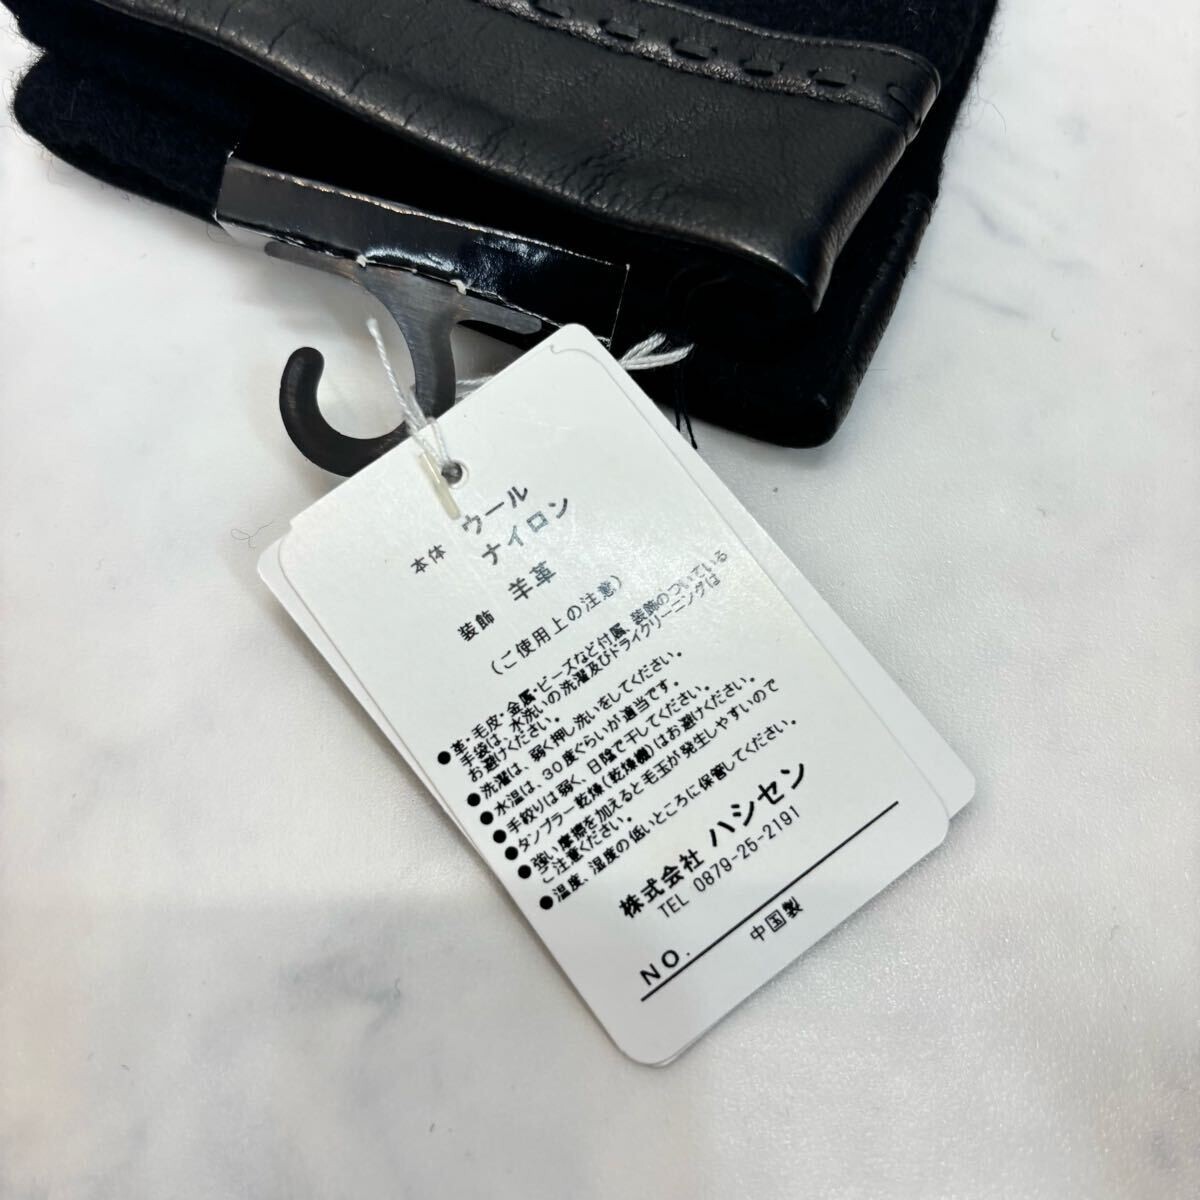 本体 ウール
ナイロン
装飾 羊革
(ご使用上の注意)
●革・毛皮・金属・ビーズなど付属、装飾のついている
手袋は、水洗いの洗濯及びドライクリーニングは
お避けください。
●洗濯は、弱く押し洗いをしてください。
●水温は、30度ぐらいが適当です。
●手絞りは弱く、日陰で干してください。
●タンブラー乾燥(乾燥機)はお避けください。
●強い摩擦を加えると毛玉が発生しやすいので
ご注意ください。
●温度、湿度の低いところに保管してください。
株式会社 ハシセン
TEL 0879-25-2191
NO.
中国製